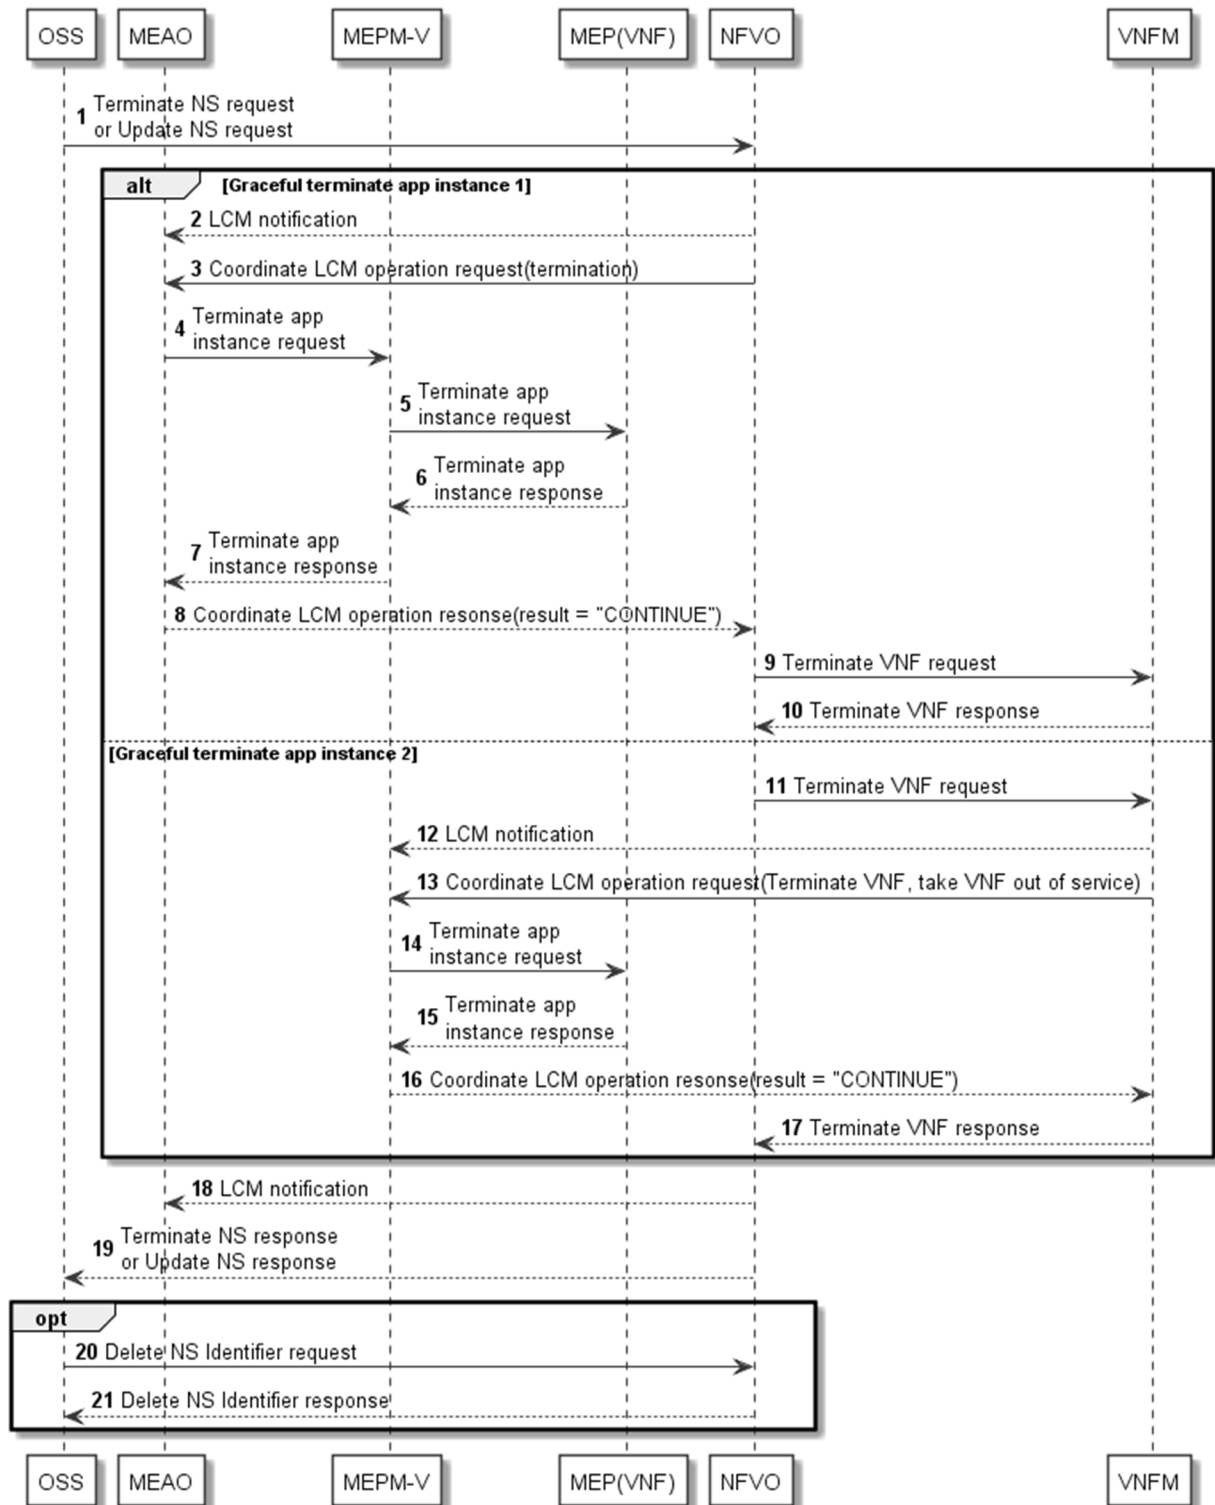 OSS MEAO MEPM-V MEP(VNF) NFVO VNFM
1 Terminate NS request
or Update NS request
alt [Graceful terminate app instance 1]
2 LCM notification
3 Coordinate LCM operation request(termination)
4 Terminate app
instance request
5 Terminate app
instance request
6 Terminate app
instance response
7 Terminate app
instance response
8 Coordinate LCM operation resonse(result = "CONTINUE")
9 Terminate VNF request
10 Terminate VNF response
[Graceful terminate app instance 2]
11 Terminate VNF request
12 LCM notification
13 Coordinate LCM operation request(Terminate VNF, take VNF out of service)
14 Terminate app
instance request
15 Terminate app
instance response
16 Coordinate LCM operation resonse(result = "CONTINUE")
17 Terminate VNF response
18 LCM notification
19 Terminate NS response
or Update NS response
opt
20 Delete NS Identifier request
21 Delete NS Identifier response
OSS MEAO MEPM-V MEP(VNF) NFVO VNFM